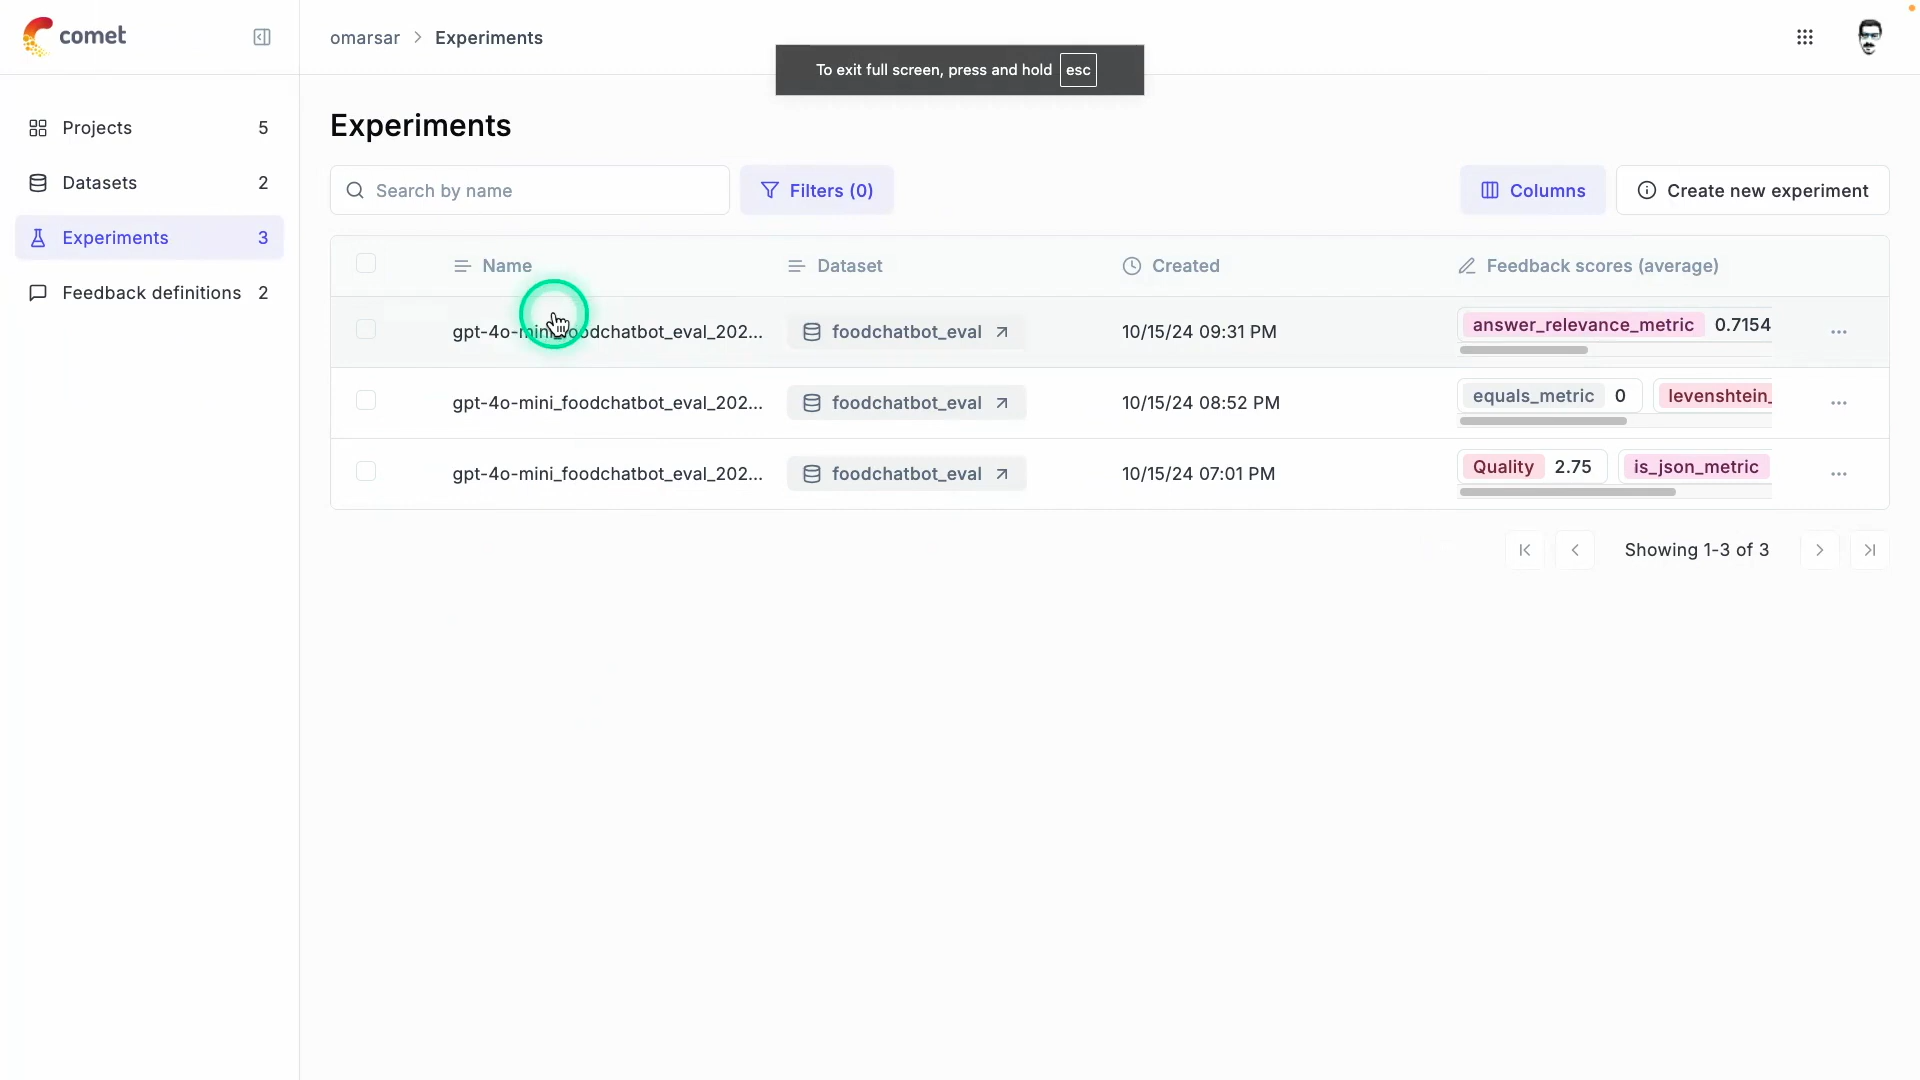 comet
omarsar > Experiments
To exit full screen, press and hold esc
Projects 5
Datasets 2
Experiments 3
Feedback definitions 2
Experiments
Search by name
Filters (0)
Columns
Create new experiment
Name Dataset Created Feedback scores (average)
gpt-4o-mini_foodchatbot_eval_202... foodchatbot_eval 10/15/24 09:31 PM answer_relevance_metric 0.7154
gpt-4o-mini_foodchatbot_eval_202... foodchatbot_eval 10/15/24 08:52 PM equals_metric 0 levenshtein_
gpt-4o-mini_foodchatbot_eval_202... foodchatbot_eval 10/15/24 07:01 PM Quality 2.75 is_json_metric
Showing 1-3 of 3